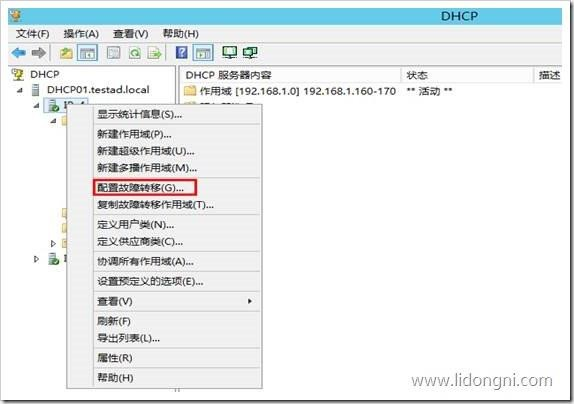 DHCP
文件(F) 操作(A) 查看(V) 帮助(H)
DHCP
DHCP01.testad.local
DHCP 服务器内容 状态 描述
作用域 [192.168.1.0] 192.168.1.160-170 ** 活动 **
显示统计信息(S)...
新建作用域(P)...
新建超级作用域(U)...
新建多播作用域(M)...
配置故障转移(G)...
复制故障转移作用域(T)...
定义用户类(N)...
定义供应商类(C)...
协调所有作用域(A)...
设置预定义的选项(E)...
查看(V)
刷新(F)
导出列表(L)...
属性(R)
帮助(H)
www.lidongni.com